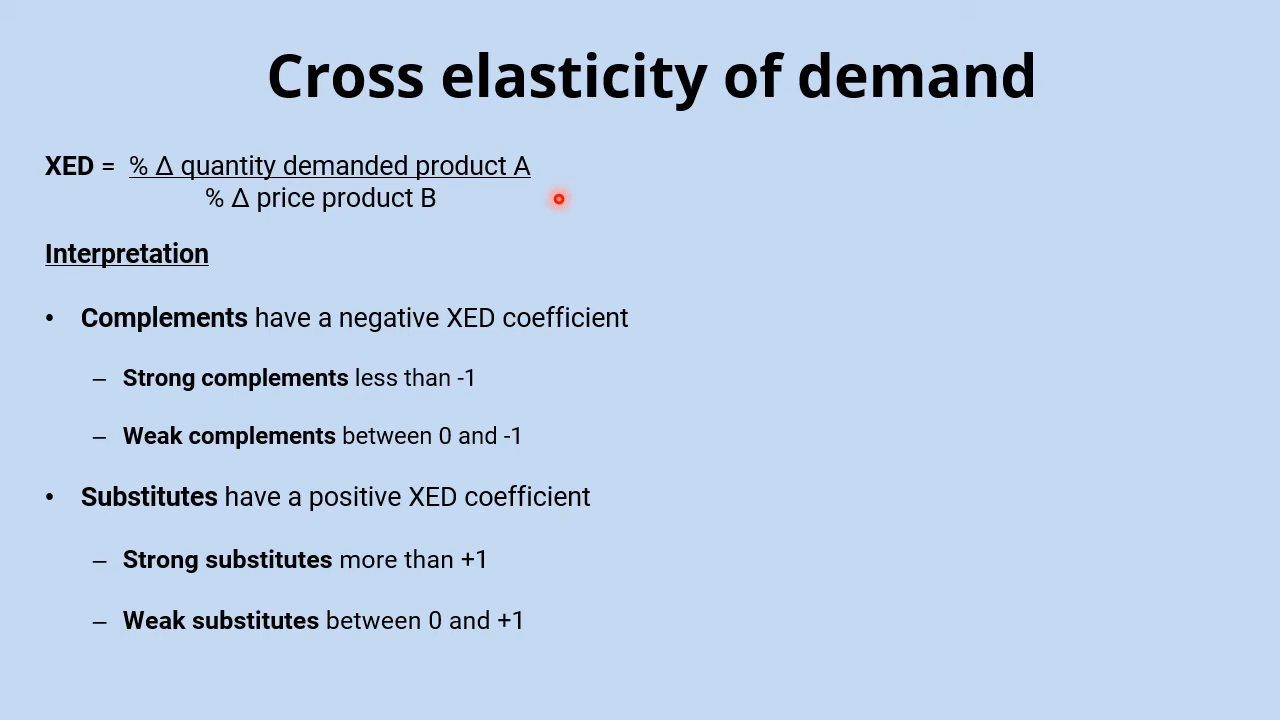 Cross elasticity of demand
XED = % Δ quantity demanded product A
% Δ price product B
Interpretation
• Complements have a negative XED coefficient
– Strong complements less than -1
– Weak complements between 0 and -1
• Substitutes have a positive XED coefficient
– Strong substitutes more than +1
– Weak substitutes between 0 and +1